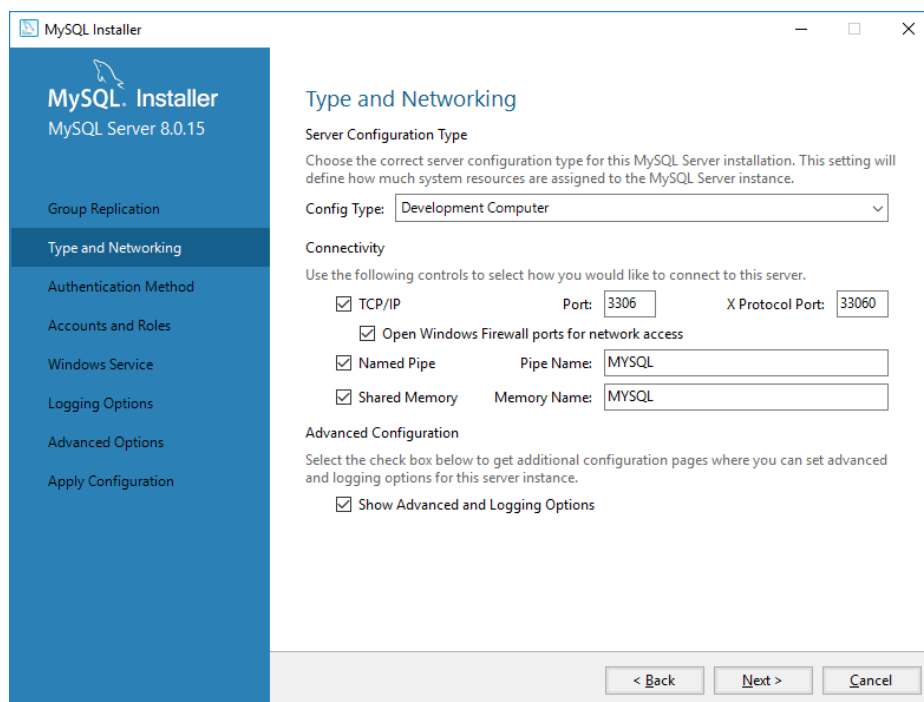 MySQL Installer
MySQL. Installer
MySQL Server 8.0.15
Group Replication
Type and Networking
Authentication Method
Accounts and Roles
Windows Service
Logging Options
Advanced Options
Apply Configuration
Type and Networking
Server Configuration Type
Choose the correct server configuration type for this MySQL Server installation. This setting will
define how much system resources are assigned to the MySQL Server instance.
Config Type: Development Computer
Connectivity
Use the following controls to select how you would like to connect to this server.
TCP/IP Port: 3306 X Protocol Port: 33060
Open Windows Firewall ports for network access
Named Pipe Pipe Name: MYSQL
Shared Memory Memory Name: MYSQL
Advanced Configuration
Select the check box below to get additional configuration pages where you can set advanced
and logging options for this server instance.
Show Advanced and Logging Options
< Back Next > Cancel